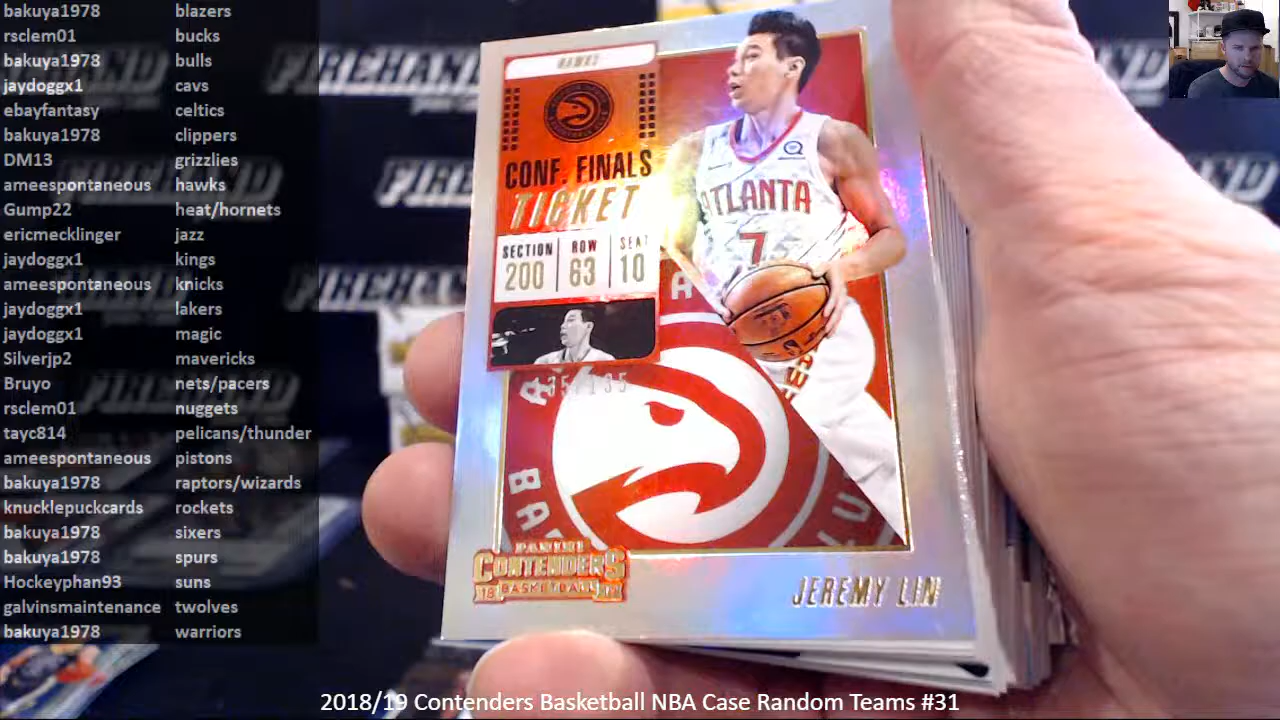 bakuya1978 blazers
rsclem01 bucks
bakuya1978 bulls
jaydoggx1 cavs
ebayfantasy celtics
bakuya1978 clippers
DM13 grizzlies
ameespontaneous hawks
Gump22 heat/hornets
ericmecklinger jazz
jaydoggx1 kings
ameespontaneous knicks
jaydoggx1 lakers
jaydoggx1 magic
Silverjp2 mavericks
Bruyo nets/pacers
rsclem01 nuggets
tayc814 pelicans/thunder
ameespontaneous pistons
bakuya1978 raptors/wizards
knucklepuckcards rockets
bakuya1978 sixers
bakuya1978 spurs
Hockeyphan93 suns
galvinsmaintenance twolves
bakuya1978 warriors
HAWKS
CONF. FINALS
TICKET
SECTION ROW SEAT
200 63 10
ATLANTA
7
PANINI
CONTENDERS
18 BASKETBALL 19
JEREMY LIN
FIREHAND
2018/19 Contenders Basketball NBA Case Random Teams #31